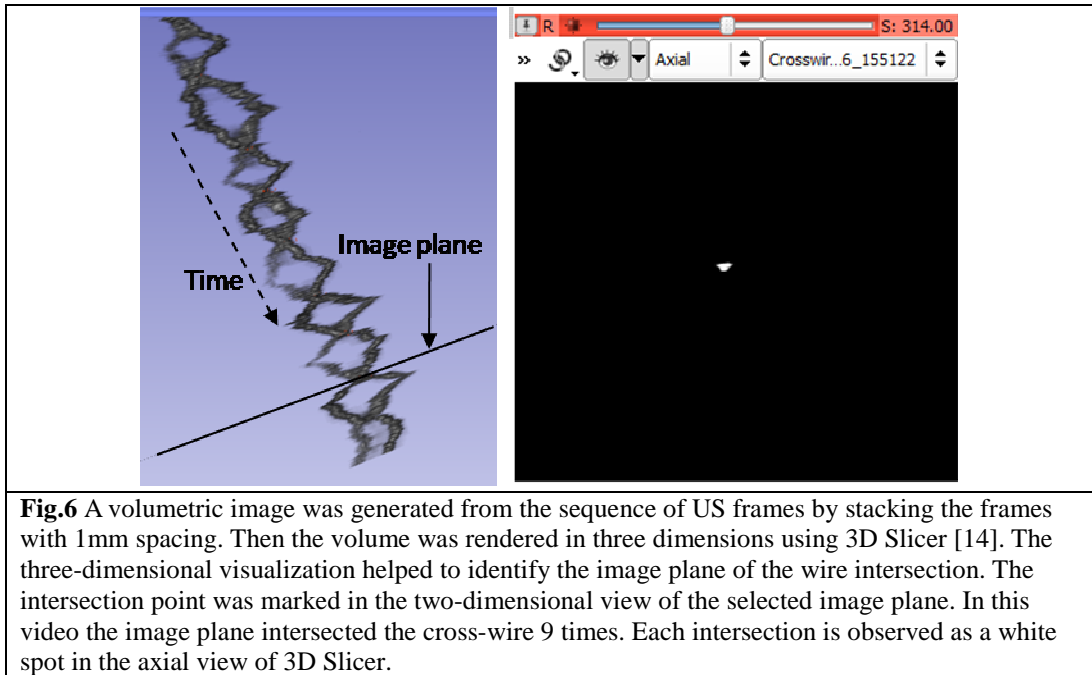 R
S: 314.00
» Axial Crosswir...6_155122
Image plane
Time
Fig.6 A volumetric image was generated from the sequence of US frames by stacking the frames
with 1mm spacing. Then the volume was rendered in three dimensions using 3D Slicer [14]. The
three-dimensional visualization helped to identify the image plane of the wire intersection. The
intersection point was marked in the two-dimensional view of the selected image plane. In this
video the image plane intersected the cross-wire 9 times. Each intersection is observed as a white
spot in the axial view of 3D Slicer.